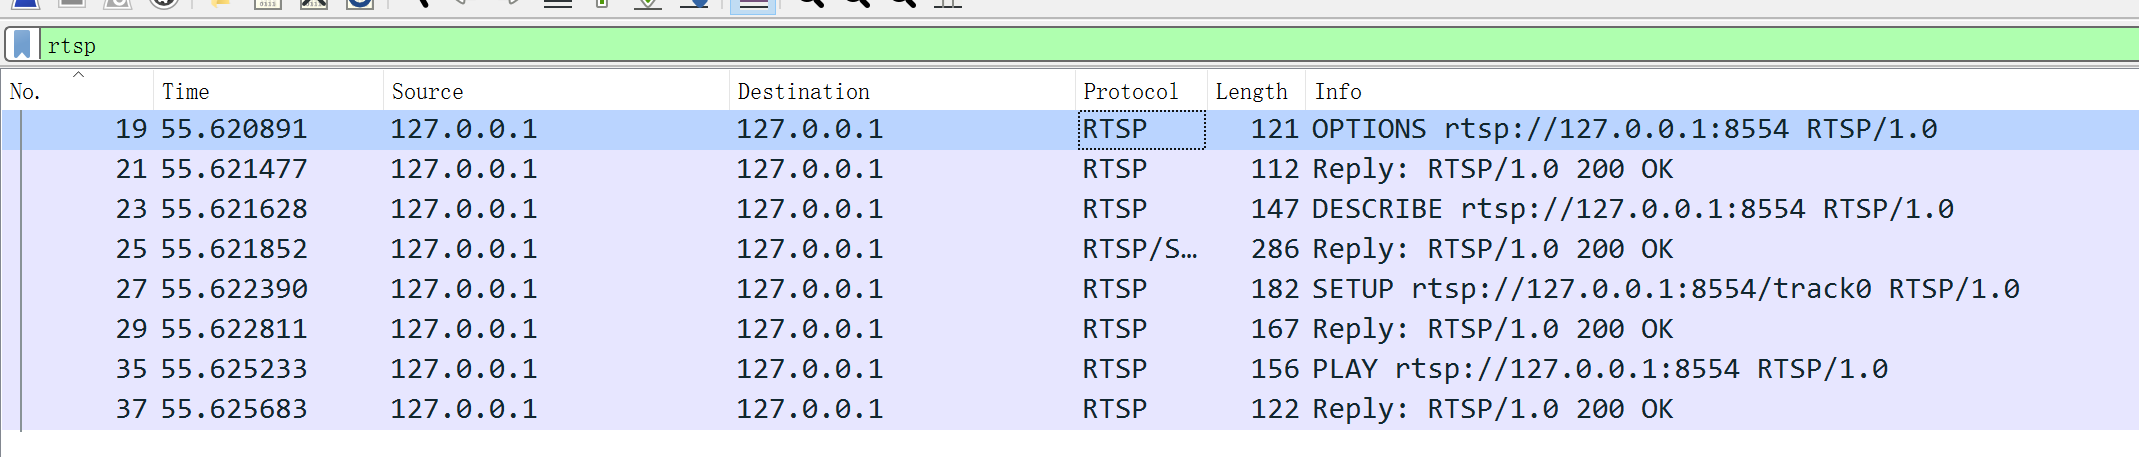 rtsp
No. Time Source Destination Protocol Length Info
19 55.620891 127.0.0.1 127.0.0.1 RTSP 121 OPTIONS rtsp://127.0.0.1:8554 RTSP/1.0
21 55.621477 127.0.0.1 127.0.0.1 RTSP 112 Reply: RTSP/1.0 200 OK
23 55.621628 127.0.0.1 127.0.0.1 RTSP 147 DESCRIBE rtsp://127.0.0.1:8554 RTSP/1.0
25 55.621852 127.0.0.1 127.0.0.1 RTSP/S… 286 Reply: RTSP/1.0 200 OK
27 55.622390 127.0.0.1 127.0.0.1 RTSP 182 SETUP rtsp://127.0.0.1:8554/track0 RTSP/1.0
29 55.622811 127.0.0.1 127.0.0.1 RTSP 167 Reply: RTSP/1.0 200 OK
35 55.625233 127.0.0.1 127.0.0.1 RTSP 156 PLAY rtsp://127.0.0.1:8554 RTSP/1.0
37 55.625683 127.0.0.1 127.0.0.1 RTSP 122 Reply: RTSP/1.0 200 OK